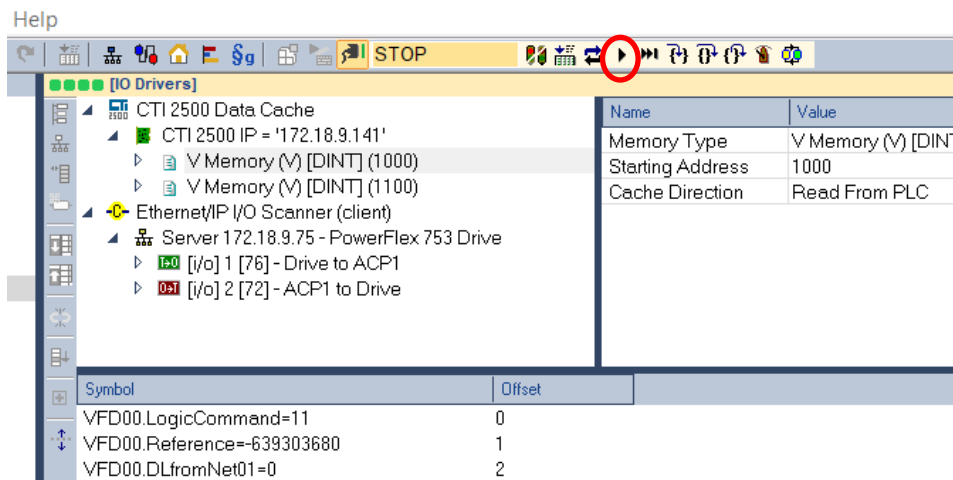 Help
§g STOP
[IO Drivers]
2500 CTI 2500 Data Cache
CTI 2500 IP = '172.18.9.141'
V Memory (V) [DINT] (1000)
V Memory (V) [DINT] (1100)
-C- Ethernet/IP I/O Scanner (client)
Server 172.18.9.75 - PowerFlex 753 Drive
T→O [i/o] 1 [76] - Drive to ACP1
O→T [i/o] 2 [72] - ACP1 to Drive
Name Value
Memory Type V Memory (V) [DINT
Starting Address 1000
Cache Direction Read From PLC
Symbol Offset
VFD00.LogicCommand=11 0
VFD00.Reference=-639303680 1
VFD00.DLfromNet01=0 2